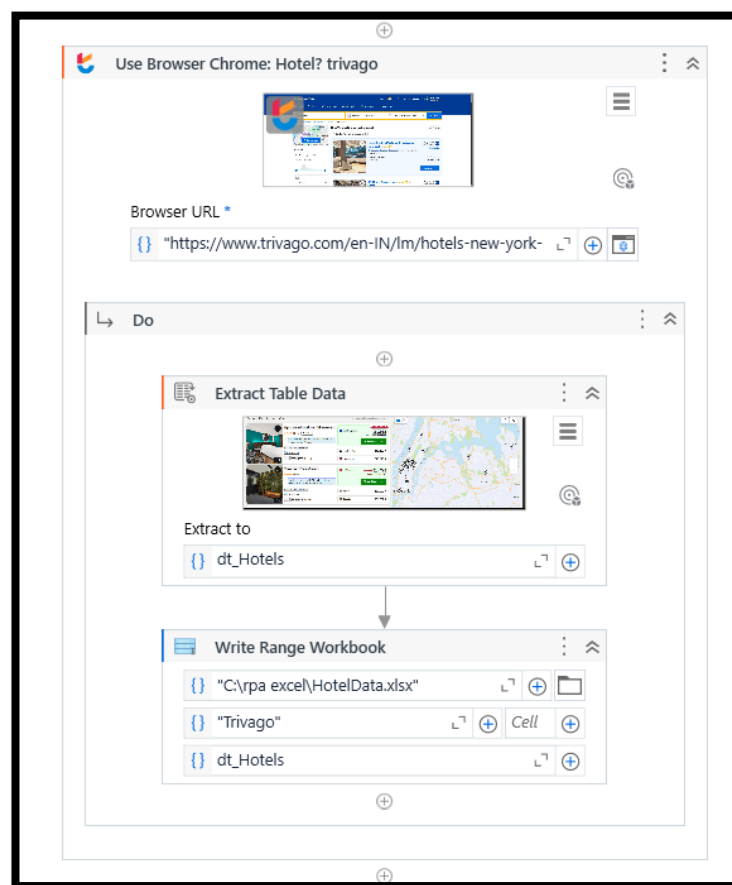 Use Browser Chrome: Hotel? trivago
Browser URL *
"https://www.trivago.com/en-IN/lm/hotels-new-york-
Do
Extract Table Data
Extract to
dt_Hotels
Write Range Workbook
"C:\rpa excel\HotelData.xlsx"
"Trivago" Cell
dt_Hotels